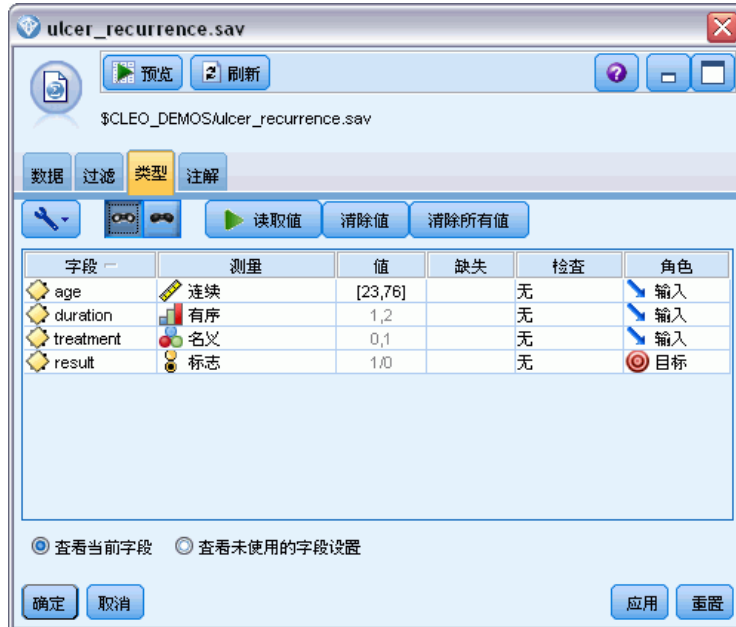 ulcer_recurrence.sav
预览 刷新
$CLEO_DEMOS/ulcer_recurrence.sav
数据 过滤 类型 注解
读取值 清除值 清除所有值
字段 测量 值 缺失 检查 角色
age 连续 [23,76] 无 输入
duration 有序 1,2 无 输入
treatment 名义 0,1 无 输入
result 标志 1/0 无 目标
查看当前字段 查看未使用的字段设置
确定 取消 应用 重置